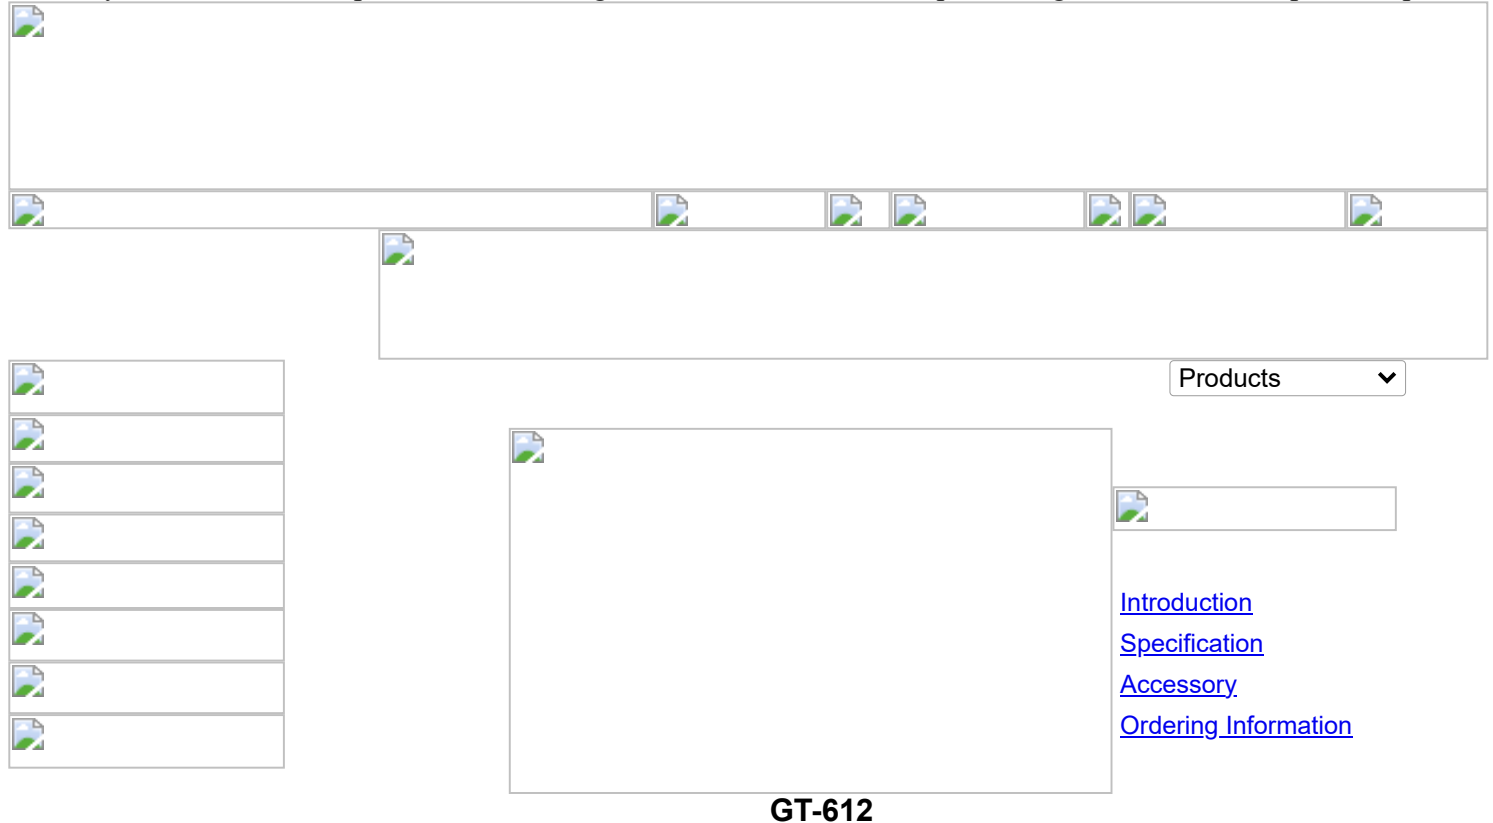 Products
Introduction
Specification
Accessory
Ordering Information
GT-612